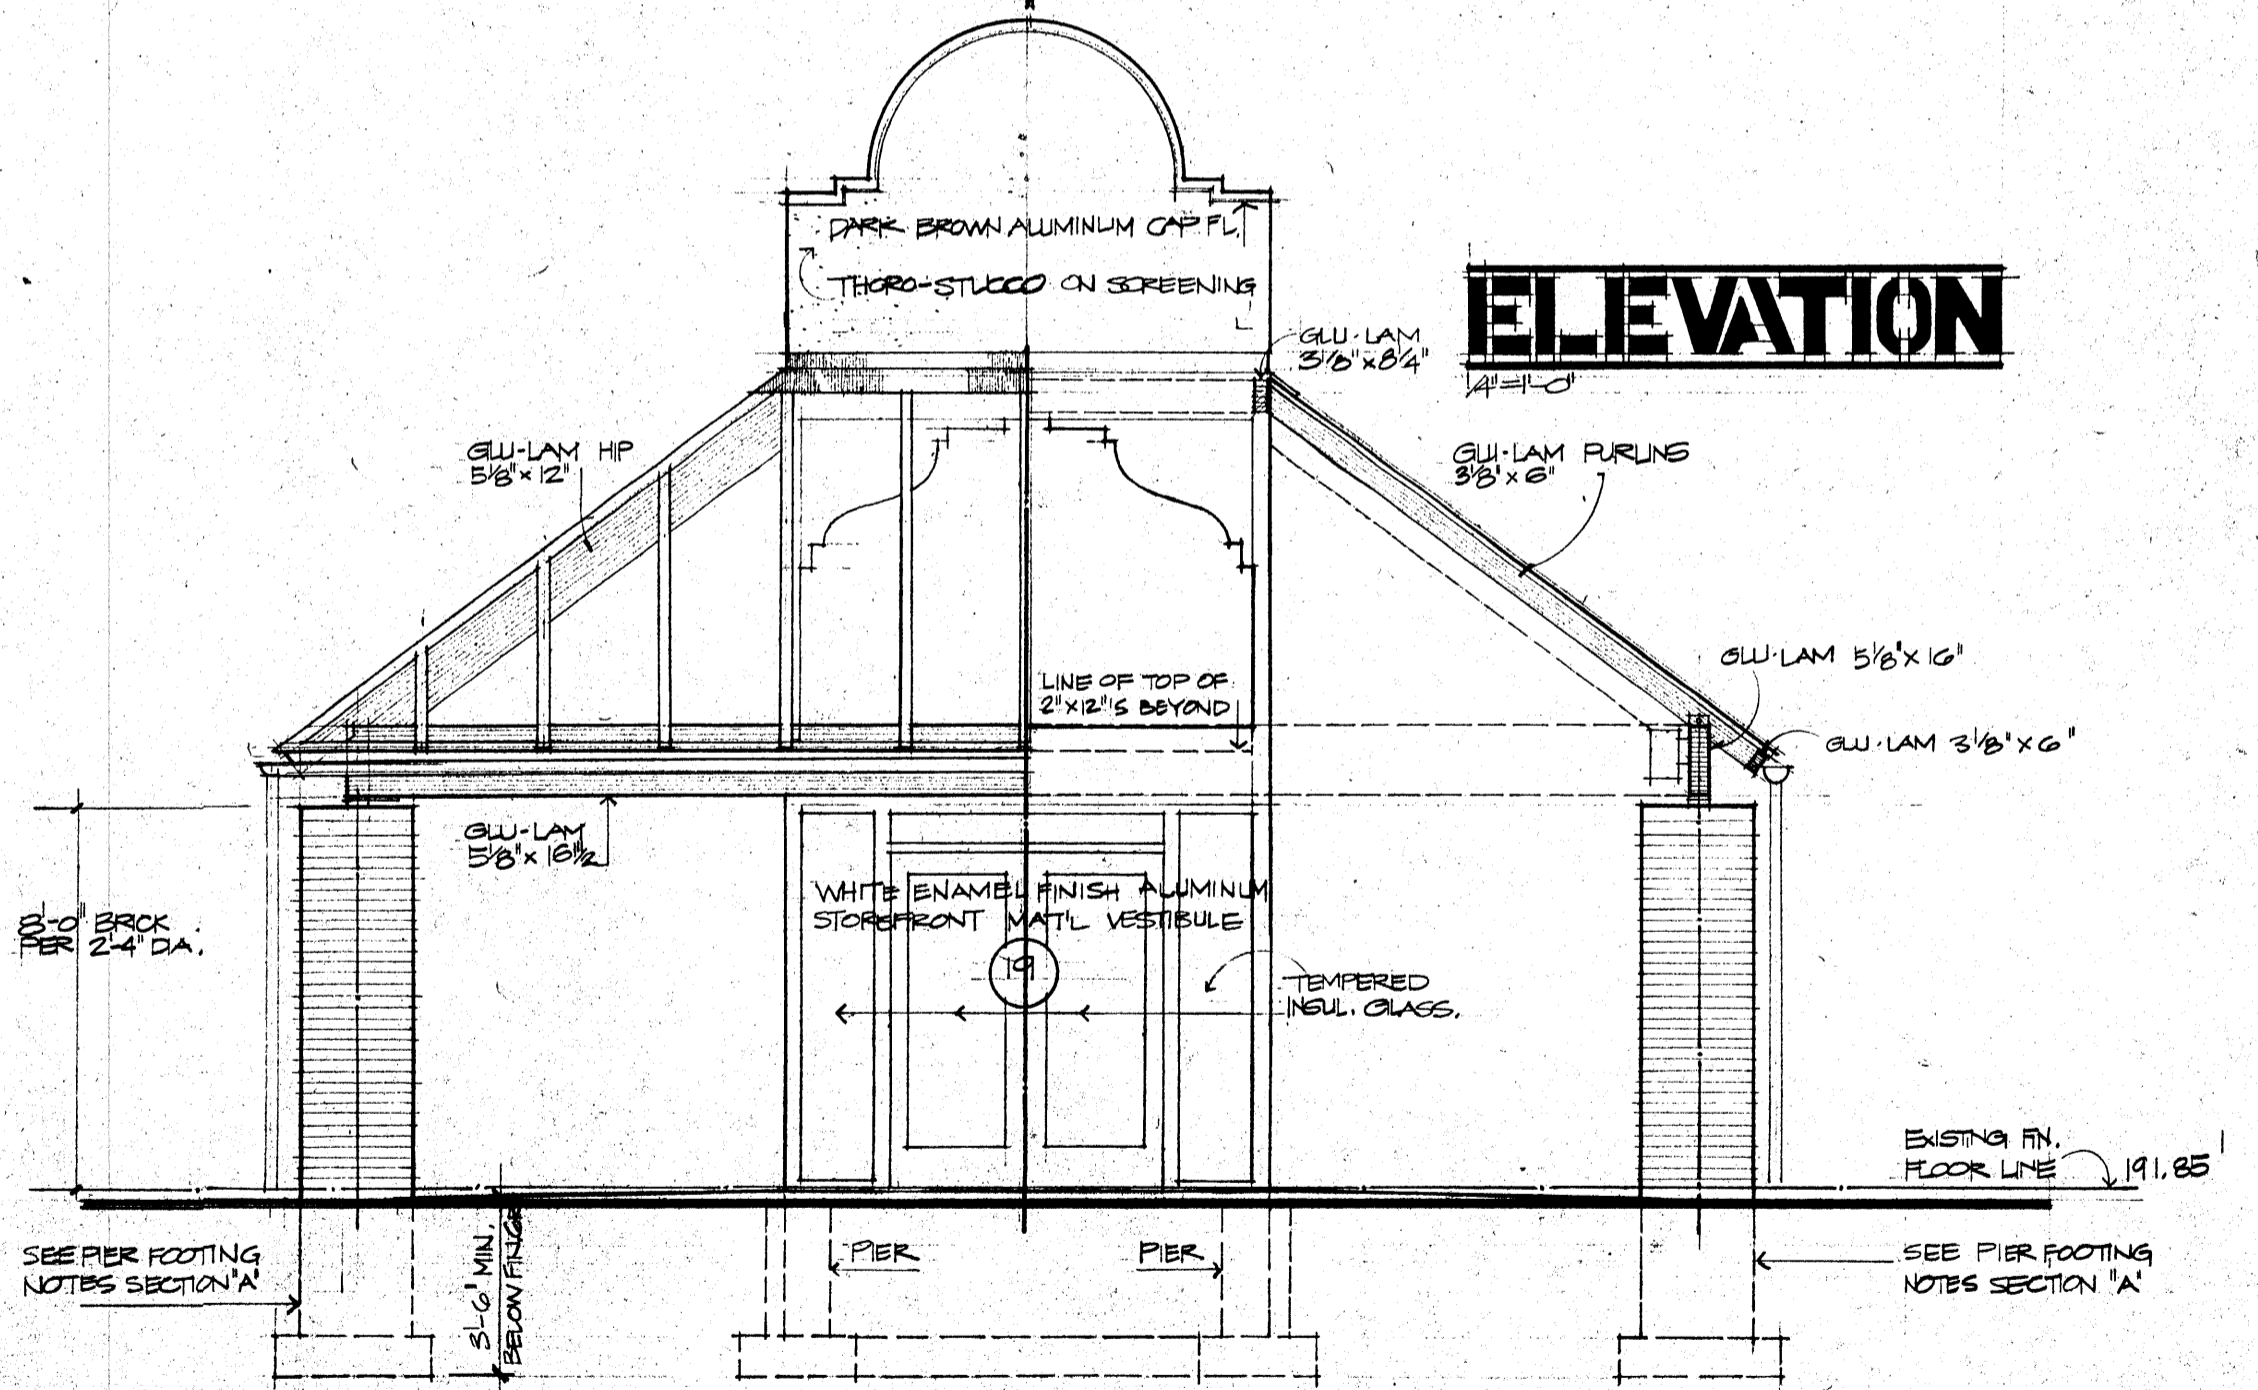 DARK BROWN ALUMINUM CAP FL.
THORO-STUCCO ON SCREENING
ELEVATION
1/4"=1'-0"
GLU-LAM
3 1/8" x 8 1/4"
GLU-LAM HIP
5 1/8" x 12"
GLU-LAM PURLINS
3 1/8" x 6"
GLU-LAM 5 1/8" x 16"
LINE OF TOP OF
2"x12"'S BEYOND
GLU-LAM 3 1/8" x 6"
GLU-LAM
5 1/8" x 16 1/2"
8'-0" BRICK
PER 2'-4" DIA.
WHITE ENAMEL FINISH ALUMINUM
STOREFRONT MAT'L VESTIBULE
19
TEMPERED
INSUL. GLASS.
EXISTING FIN.
FLOOR LINE
191.85'
SEE PIER FOOTING
NOTES SECTION "A"
3'-6" MIN.
BELOW FIN GR
PIER
PIER
SEE PIER FOOTING
NOTES SECTION "A"